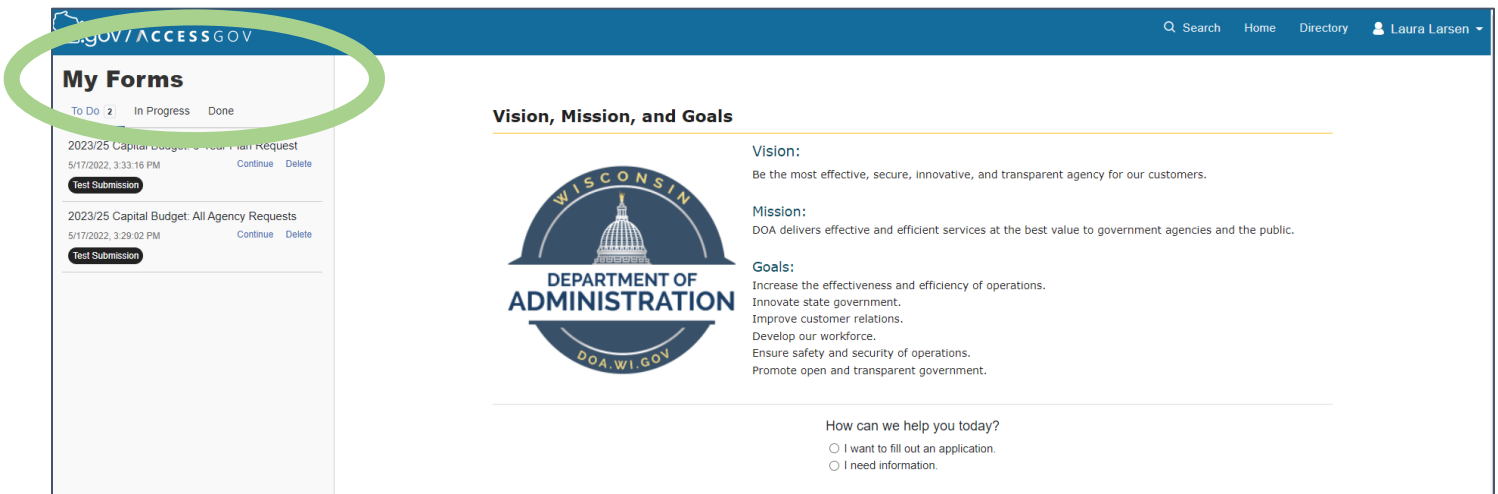 .gov / ACCESSGOV
Search Home Directory Laura Larsen
My Forms
To Do 2 In Progress Done
2023/25 Capital Budget: 6-Year Plan Request
5/17/2022, 3:33:16 PM Continue Delete
Test Submission
2023/25 Capital Budget: All Agency Requests
5/17/2022, 3:29:02 PM Continue Delete
Test Submission
Vision, Mission, and Goals
WISCONSIN
DEPARTMENT OF
ADMINISTRATION
DOA.WI.GOV
Vision:
Be the most effective, secure, innovative, and transparent agency for our customers.
Mission:
DOA delivers effective and efficient services at the best value to government agencies and the public.
Goals:
Increase the effectiveness and efficiency of operations.
Innovate state government.
Improve customer relations.
Develop our workforce.
Ensure safety and security of operations.
Promote open and transparent government.
How can we help you today?
I want to fill out an application.
I need information.